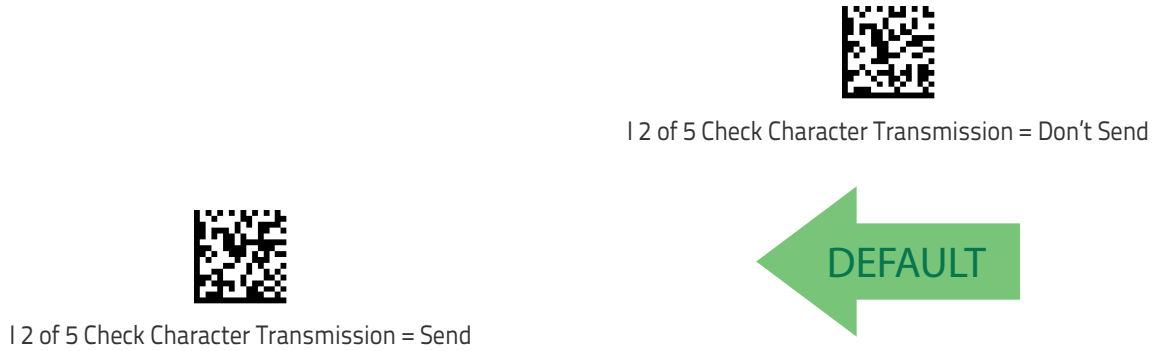 I 2 of 5 Check Character Transmission = Don't Send
DEFAULT
I 2 of 5 Check Character Transmission = Send